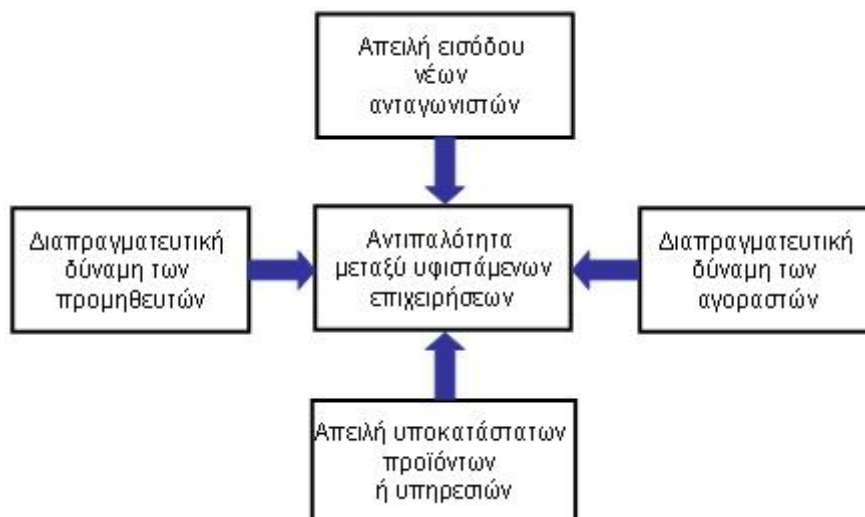 Απειλή εισόδου
νέων
ανταγωνιστών
Διαπραγματευτική
δύναμη των
προμηθευτών
Αντιπαλότητα
μεταξύ υφιστάμενων
επιχειρήσεων
Διαπραγματευτική
δύναμη των
αγοραστών
Απειλή υποκατάστατων
προϊόντων
ή υπηρεσιών